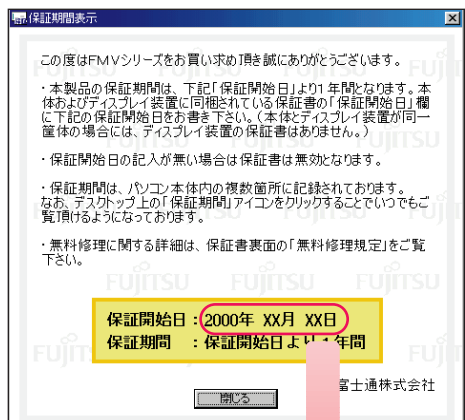 保証期間表示
この度はFMVシリーズをお買い求め頂き誠にありがとうございます。
・本製品の保証期間は、下記「保証開始日」より1年間となります。本
体およびディスプレイ装置に同梱されている保証書の「保証開始日」欄
に下記の保証開始日をお書き下さい。（本体とディスプレイ装置が同一
筐体の場合には、ディスプレイ装置の保証書はありません。）
・保証開始日の記入が無い場合は保証書は無効となります。
・保証期間は、パソコン本体内の複数箇所に記録されております。
なお、デスクトップ上の「保証期間」アイコンをクリックすることでいつでもご
覧頂けるようになっております。
・無料修理に関する詳細は、保証書裏面の「無料修理規定」をご覧
下さい。
保証開始日：2000年 XX月 XX日
保証期間　：保証開始日より1年間
富士通株式会社
閉じる